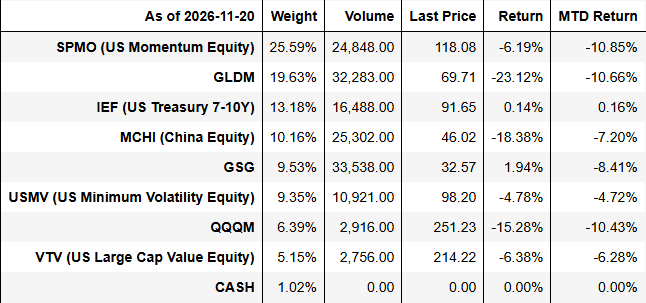 As of 2026-11-20 Weight Volume Last Price Return MTD Return
SPMO (US Momentum Equity) 25.59% 24,848.00 118.08 -6.19% -10.85%
GLDM 19.63% 32,283.00 69.71 -23.12% -10.66%
IEF (US Treasury 7-10Y) 13.18% 16,488.00 91.65 0.14% 0.16%
MCHI (China Equity) 10.16% 25,302.00 46.02 -18.38% -7.20%
GSG 9.53% 33,538.00 32.57 1.94% -8.41%
USMV (US Minimum Volatility Equity) 9.35% 10,921.00 98.20 -4.78% -4.72%
QQQM 6.39% 2,916.00 251.23 -15.28% -10.43%
VTV (US Large Cap Value Equity) 5.15% 2,756.00 214.22 -6.38% -6.28%
CASH 1.02% 0.00 0.00 0.00% 0.00%